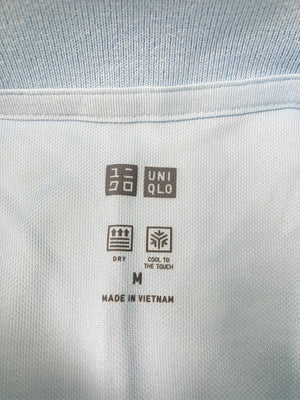 ユニ UNI
クロ QLO
DRY COOL TO
THE TOUCH
M
MADE IN VIETNAM